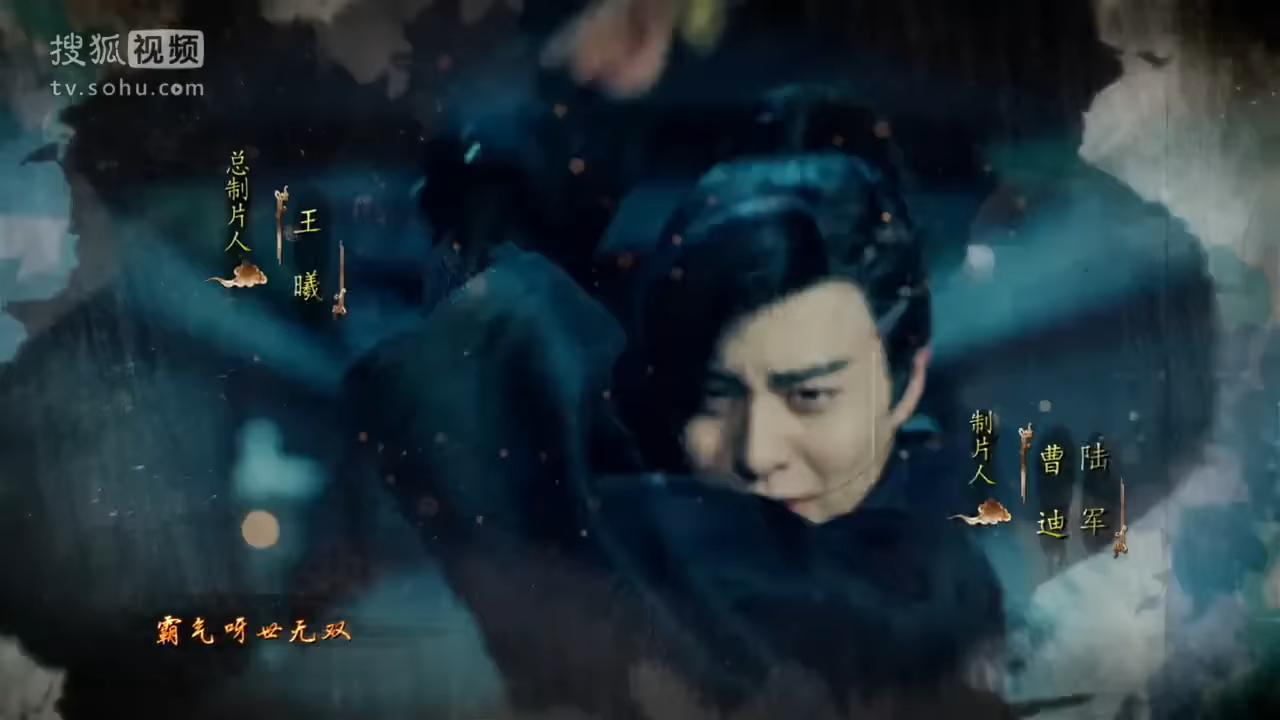 搜狐视频
tv.sohu.com
总制片人
王曦
制片人
曹迪
陆军
霸气呀世无双